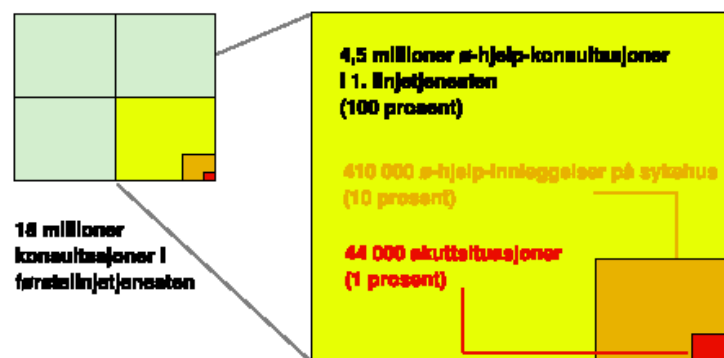 4,5 millioner ø-hjelp-konsultasjoner
i 1. linjetjenesten
(100 prosent)
410 000 ø-hjelp-innleggelser på sykehus
(10 prosent)
44 000 akuttsituasjoner
(1 prosent)
18 millioner
konsultasjoner i
førstelinjetjenesten